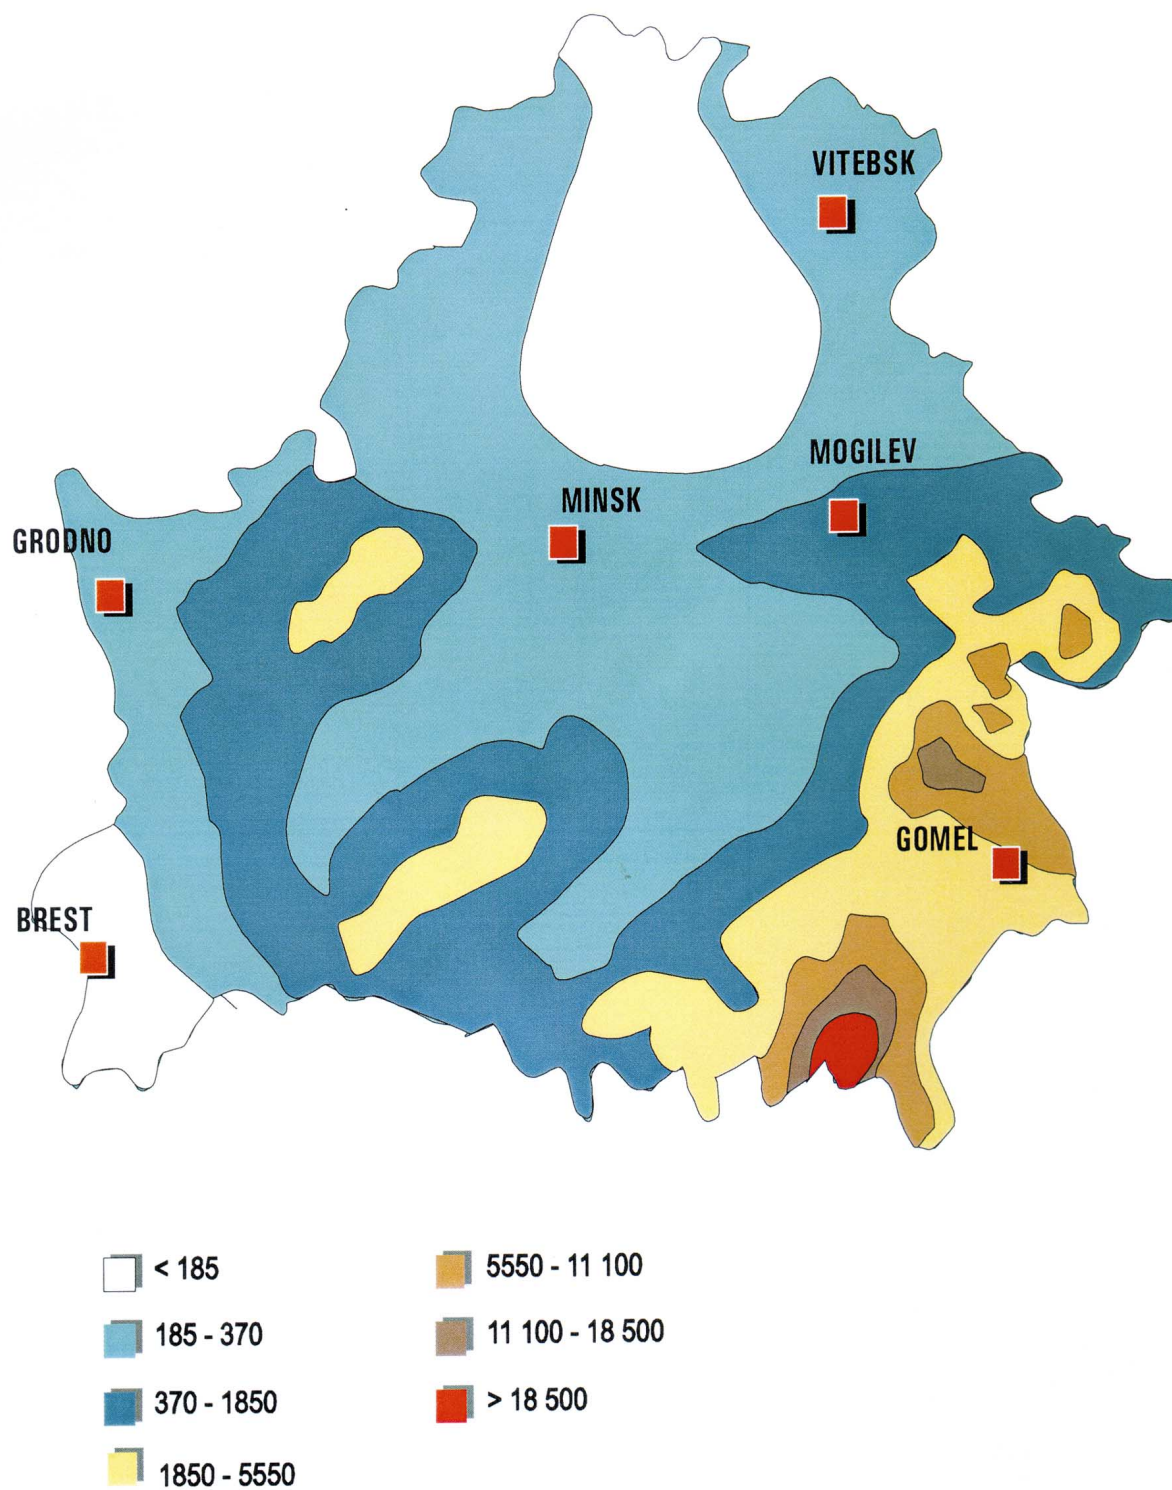 VITEBSK
MOGILEV
MINSK
GRODNO
GOMEL
BREST
< 185
185 - 370
370 - 1850
1850 - 5550
5550 - 11 100
11 100 - 18 500
> 18 500